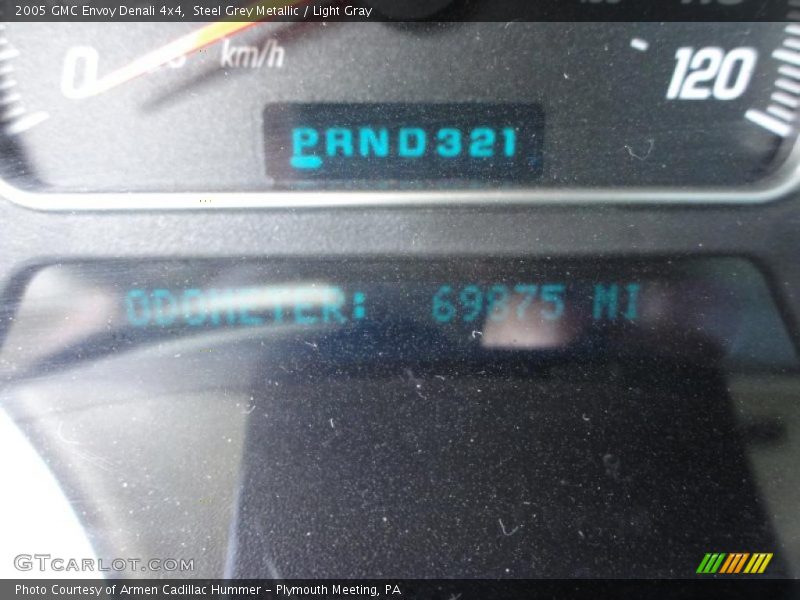 2005 GMC Envoy Denali 4x4, Steel Grey Metallic / Light Gray
0 km/h 120
PRND321
ODOMETER: 69875 MI
GTCARLOT.COM
Photo Courtesy of Armen Cadillac Hummer - Plymouth Meeting, PA